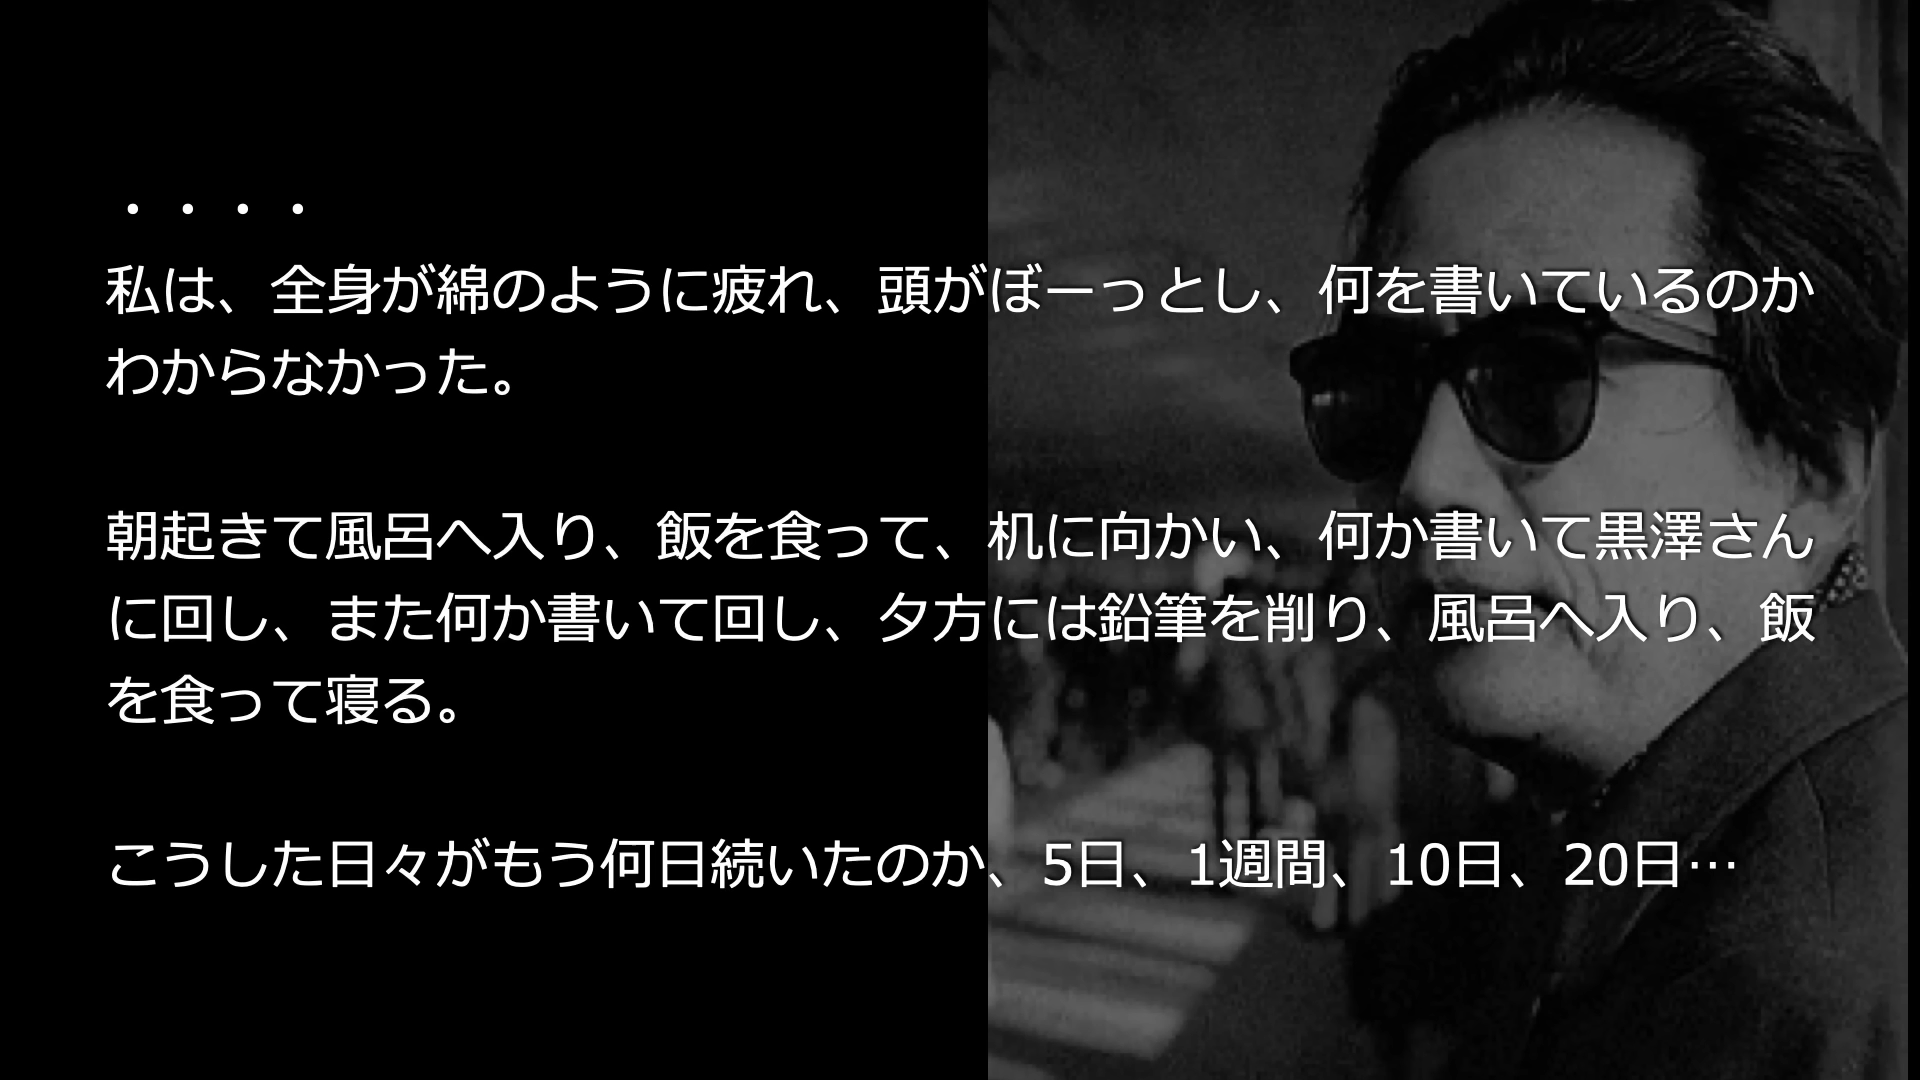 ・・・・
私は、全身が綿のように疲れ、頭がぼーっとし、何を書いているのか
わからなかった。
朝起きて風呂へ入り、飯を食って、机に向かい、何か書いて黒澤さん
に回し、また何か書いて回し、夕方には鉛筆を削り、風呂へ入り、飯
を食って寝る。
こうした日々がもう何日続いたのか、5日、1週間、10日、20日…